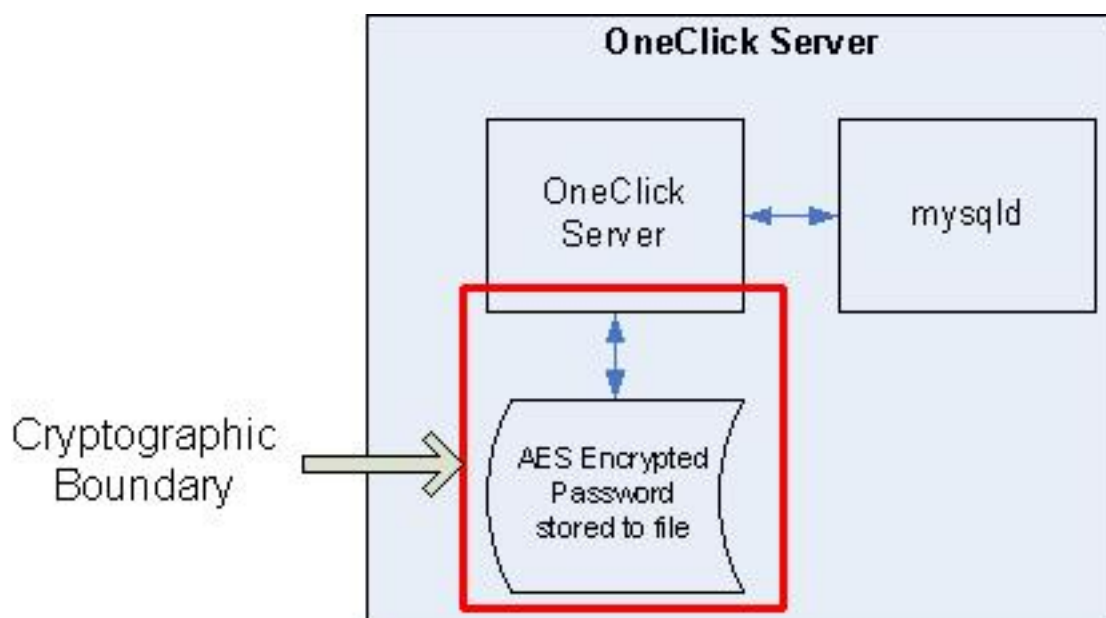 OneClick Server
OneClick
Server
mysqld
Cryptographic
Boundary
AES Encrypted
Password
stored to file